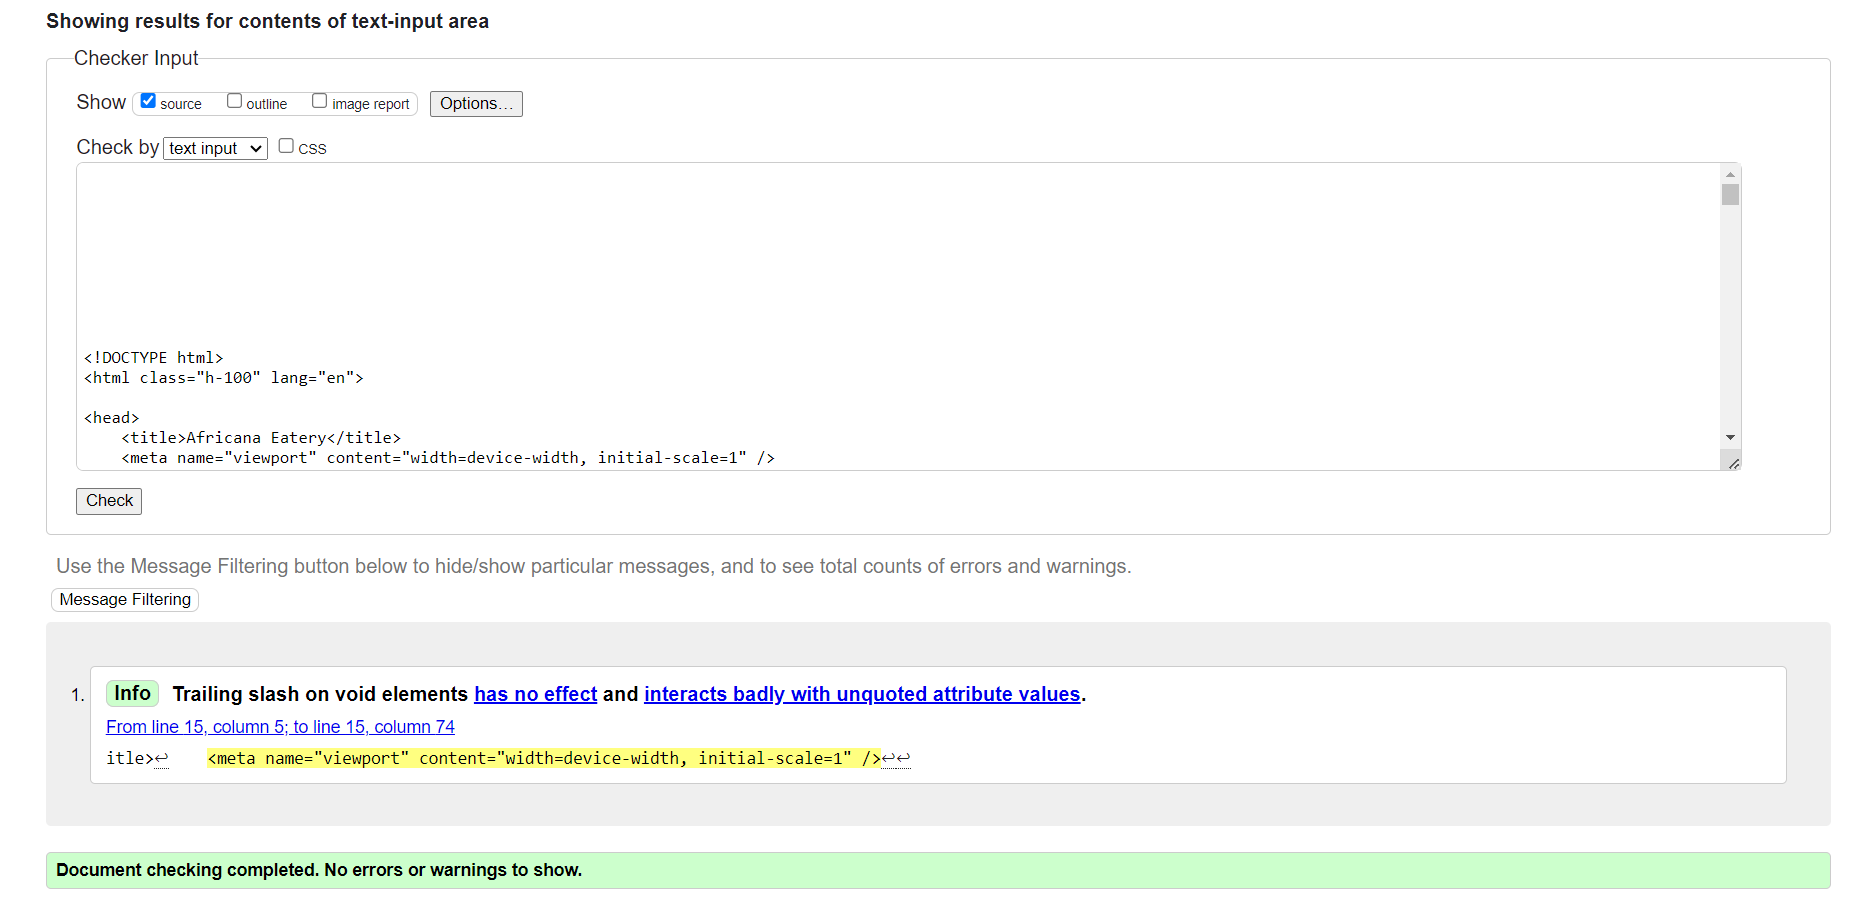 Showing results for contents of text-input area
Checker Input
Show source outline image report Options...
Check by text input CSS
<!DOCTYPE html>
<html class="h-100" lang="en">
<head>
    <title>Africana Eatery</title>
    <meta name="viewport" content="width=device-width, initial-scale=1" />
Check
Use the Message Filtering button below to hide/show particular messages, and to see total counts of errors and warnings.
Message Filtering
1. Info Trailing slash on void elements has no effect and interacts badly with unquoted attribute values.
From line 15, column 5; to line 15, column 74
itle>↩    <meta name="viewport" content="width=device-width, initial-scale=1" />↩↩
Document checking completed. No errors or warnings to show.